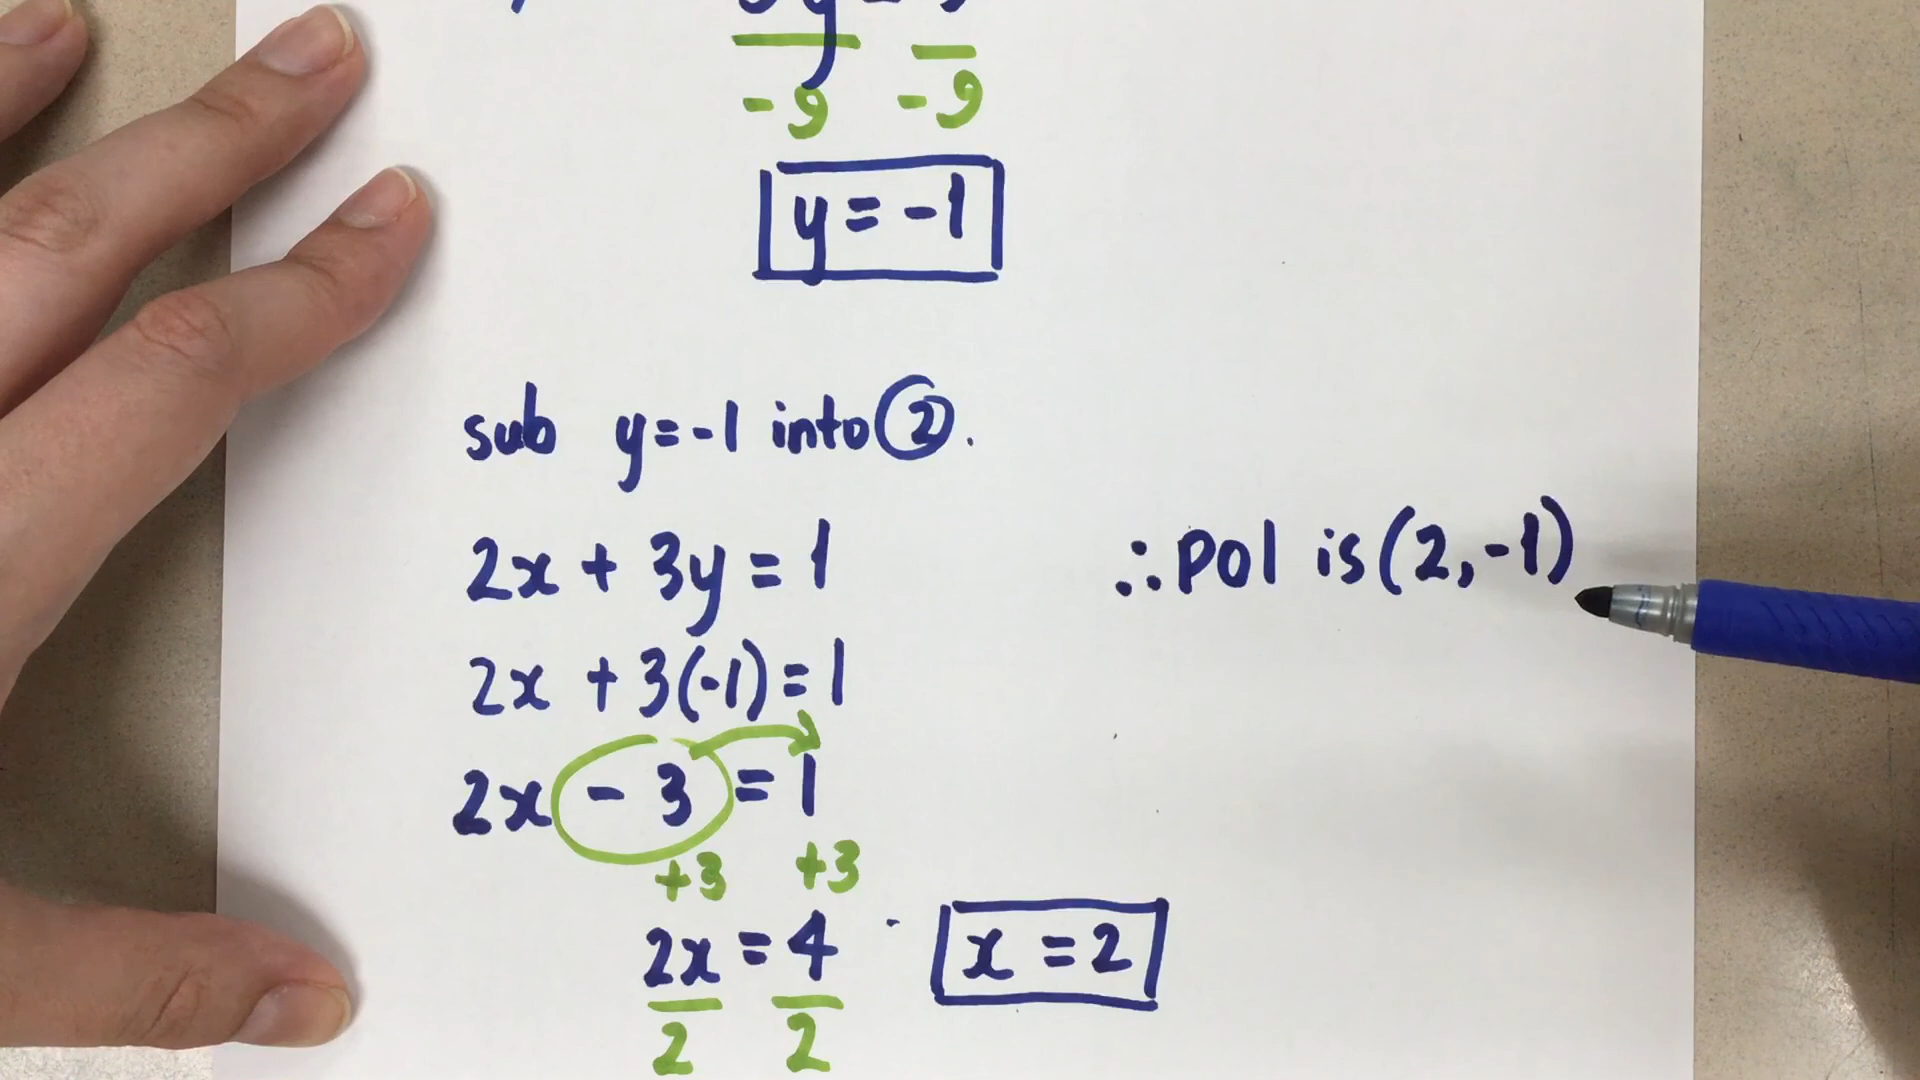 -9 -9
y = -1
sub y=-1 into ②.
2x + 3y = 1
2x + 3(-1) = 1
2x - 3 = 1
+3 +3
2x = 4
2 2
x = 2
∴ POI is (2, -1)